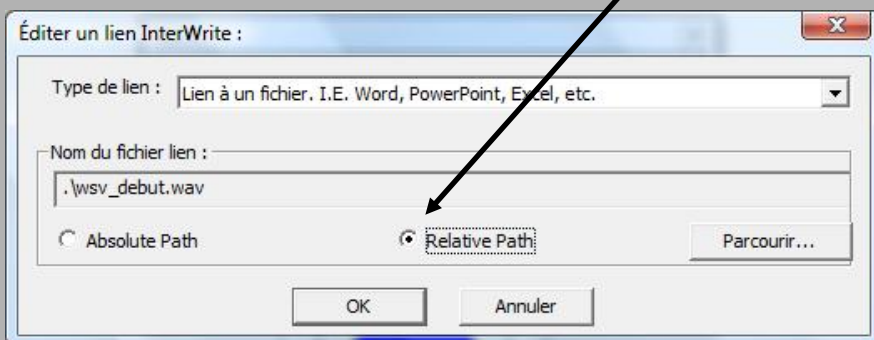 Éditer un lien InterWrite :
Type de lien : Lien à un fichier. I.E. Word, PowerPoint, Excel, etc.
Nom du fichier lien :
.\wsv_debut.wav
Absolute Path Relative Path Parcourir...
OK Annuler